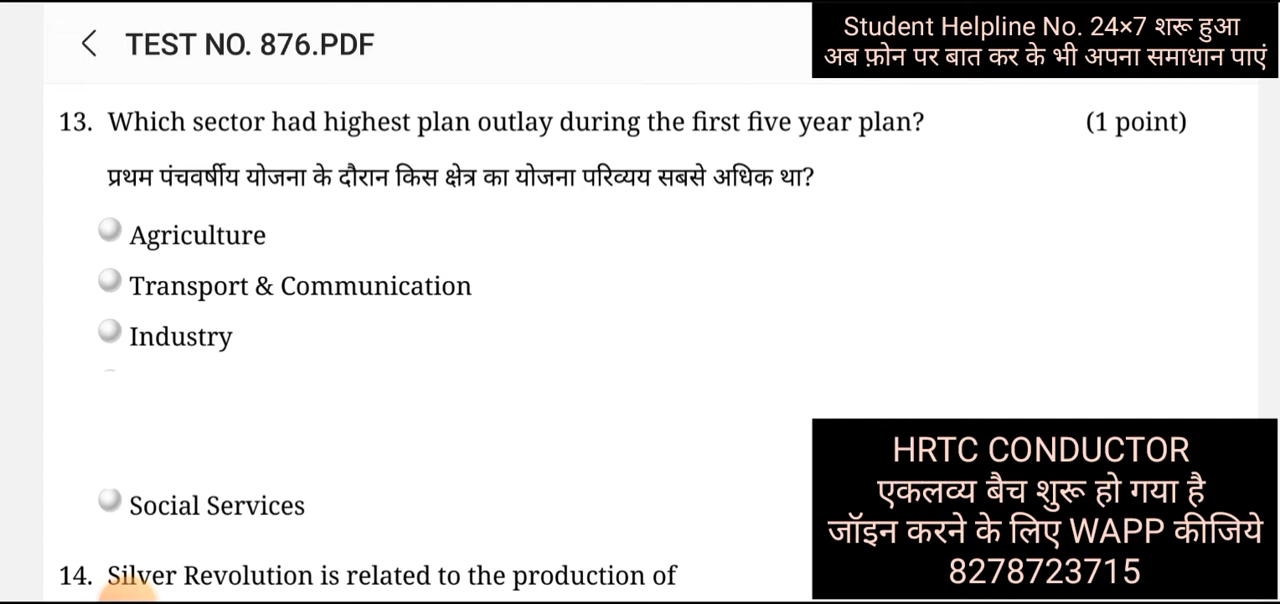 TEST NO. 876.PDF
Student Helpline No. 24×7 शरू हुआ
अब फ़ोन पर बात कर के भी अपना समाधान पाएं
13. Which sector had highest plan outlay during the first five year plan? (1 point)
प्रथम पंचवर्षीय योजना के दौरान किस क्षेत्र का योजना परिव्यय सबसे अधिक था?
Agriculture
Transport & Communication
Industry
Social Services
14. Silver Revolution is related to the production of
HRTC CONDUCTOR
एकलव्य बैच शुरू हो गया है
जॉइन करने के लिए WAPP कीजिये
8278723715